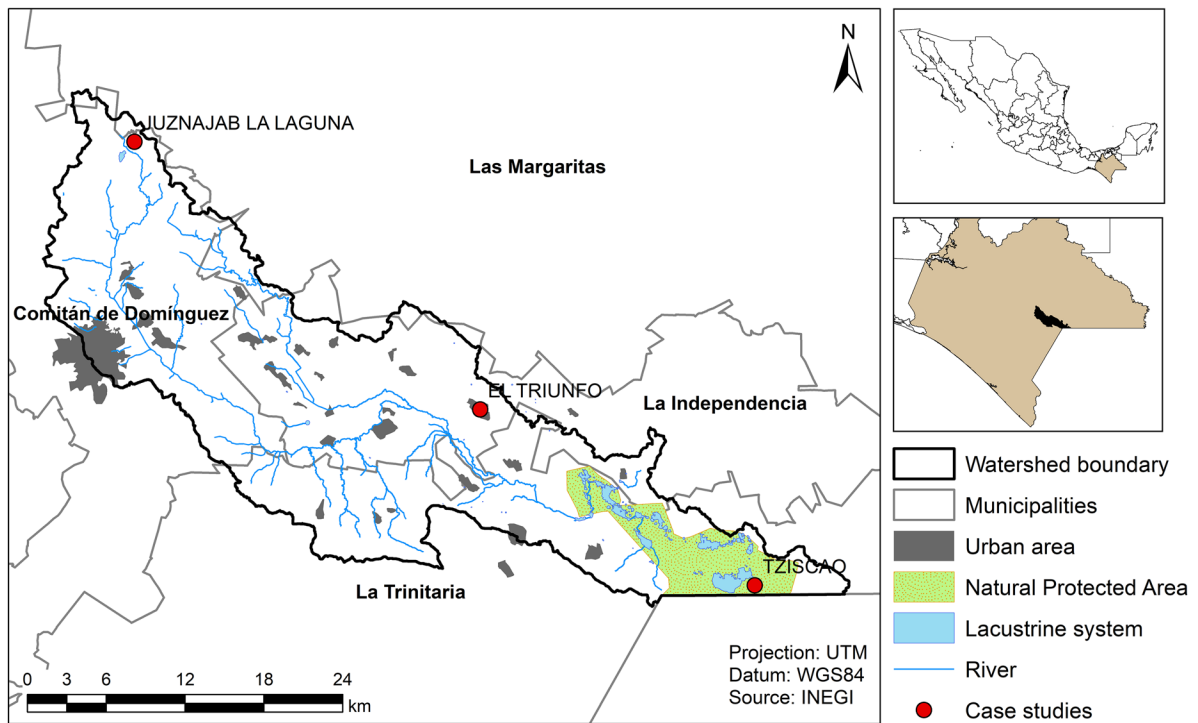 N
JUZNAJAB LA LAGUNA
Las Margaritas
Comitán de Domínguez
EL TRIUNFO
La Independencia
TZISCAO
La Trinitaria
Projection: UTM
Datum: WGS84
Source: INEGI
0 3 6 12 18 24
km
Watershed boundary
Municipalities
Urban area
Natural Protected Area
Lacustrine system
River
Case studies